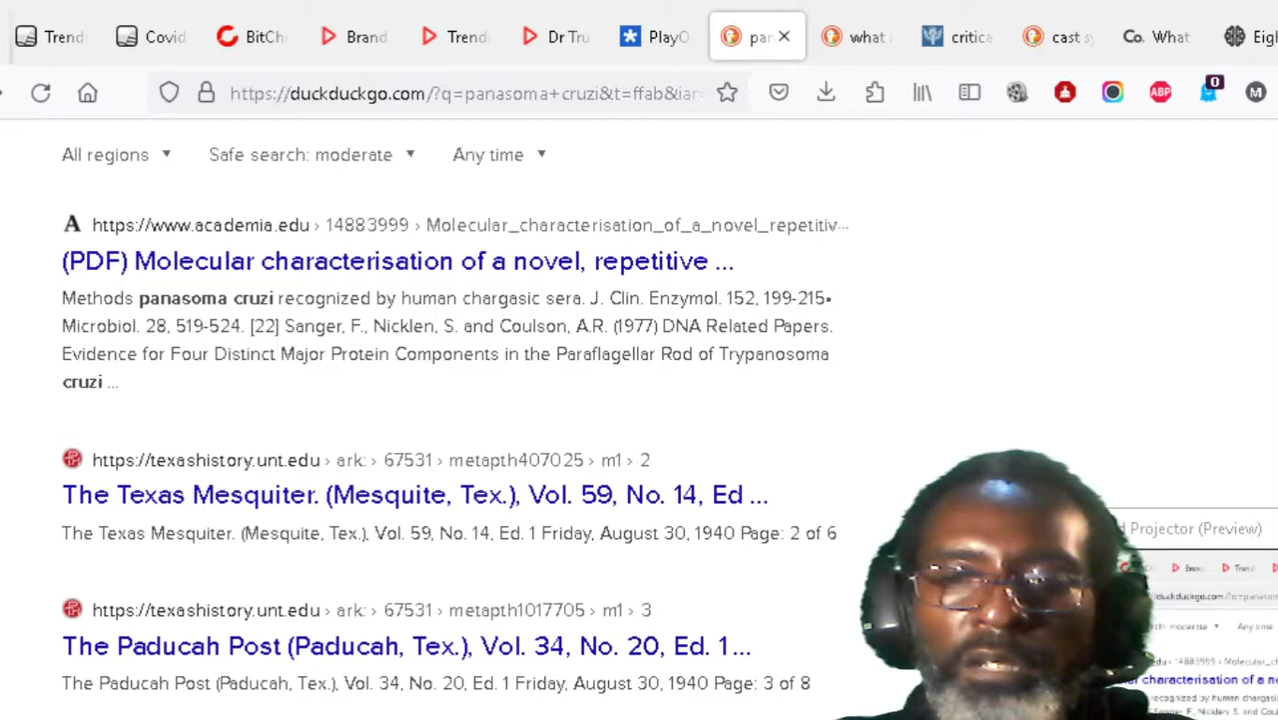 Trend
Covid
BitCh
Brand
Trend
Dr Tru
PlayO
par
what i
critica
cast sy
Co. What
Eigh
https://duckduckgo.com/?q=panasoma+cruzi&t=ffab&iar=
ABP
0
M
All regions
Safe search: moderate
Any time
A https://www.academia.edu › 14883999 › Molecular_characterisation_of_a_novel_repetitiv...
(PDF) Molecular characterisation of a novel, repetitive ...
Methods panasoma cruzi recognized by human chargasic sera. J. Clin. Enzymol. 152, 199-215•
Microbiol. 28, 519-524. [22] Sanger, F., Nicklen, S. and Coulson, A.R. (1977) DNA Related Papers.
Evidence for Four Distinct Major Protein Components in the Paraflagellar Rod of Trypanosoma
cruzi ...
https://texashistory.unt.edu › ark: › 67531 › metapth407025 › m1 › 2
The Texas Mesquiter. (Mesquite, Tex.), Vol. 59, No. 14, Ed ...
The Texas Mesquiter. (Mesquite, Tex.), Vol. 59, No. 14, Ed. 1 Friday, August 30, 1940 Page: 2 of 6
d Projector (Preview)
https://texashistory.unt.edu › ark: › 67531 › metapth1017705 › m1 › 3
The Paducah Post (Paducah, Tex.), Vol. 34, No. 20, Ed. 1...
The Paducah Post (Paducah, Tex.), Vol. 34, No. 20, Ed. 1 Friday, August 30, 1940 Page: 3 of 8